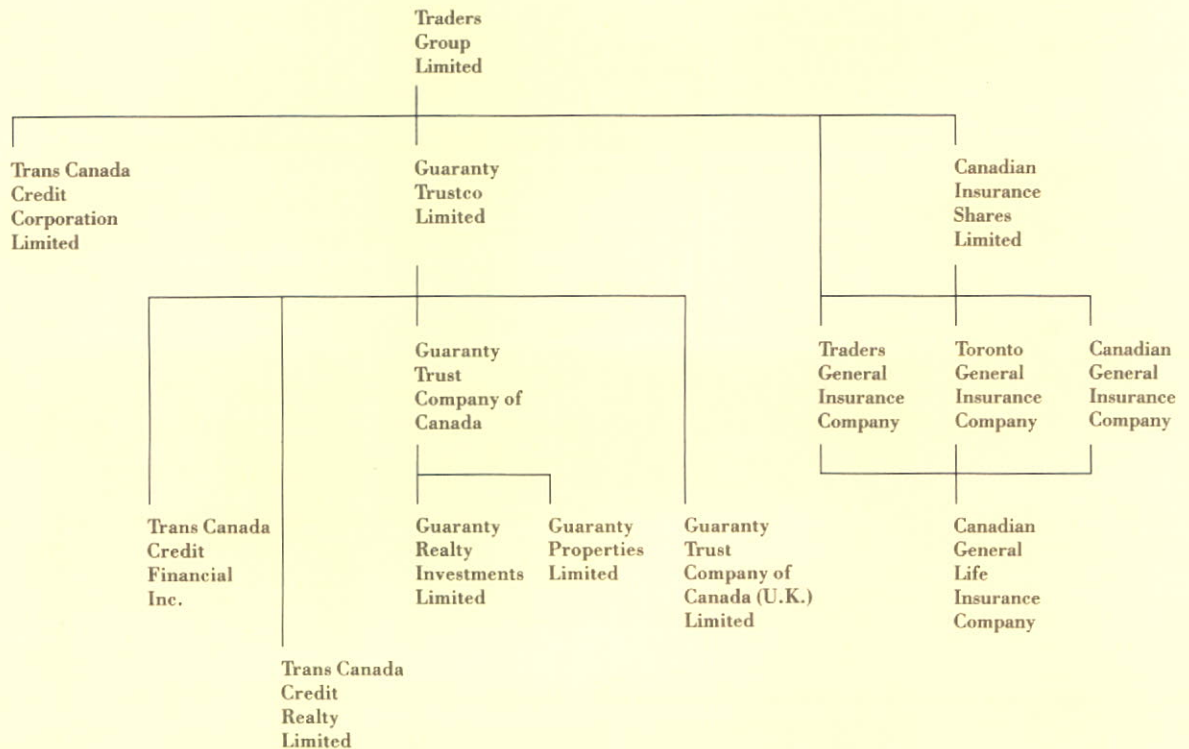 Traders
Group
Limited
Trans Canada
Credit
Corporation
Limited
Guaranty
Trustco
Limited
Canadian
Insurance
Shares
Limited
Guaranty
Trust
Company of
Canada
Traders
General
Insurance
Company
Toronto
General
Insurance
Company
Canadian
General
Insurance
Company
Trans Canada
Credit
Financial
Inc.
Guaranty
Realty
Investments
Limited
Guaranty
Properties
Limited
Guaranty
Trust
Company of
Canada (U.K.)
Limited
Canadian
General
Life
Insurance
Company
Trans Canada
Credit
Realty
Limited